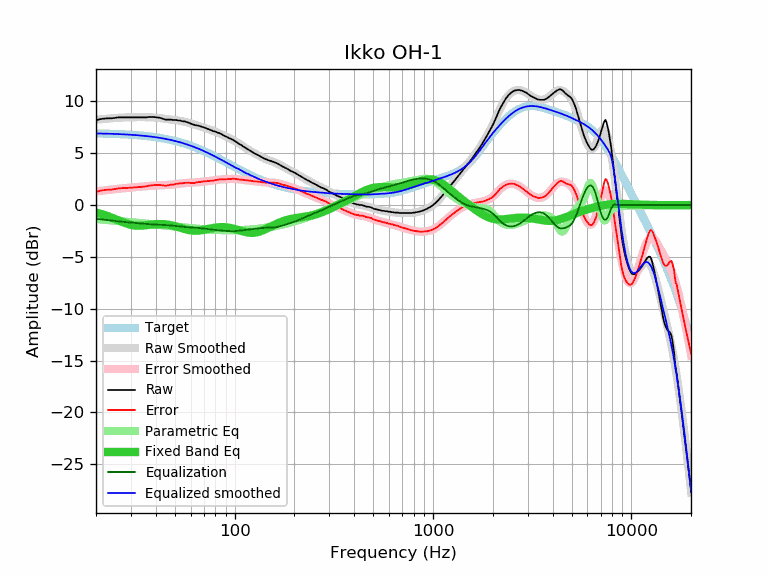 Ikko OH-1
10
5
0
−5
−10
−15
−20
−25
Amplitude (dBr)
Target
Raw Smoothed
Error Smoothed
Raw
Error
Parametric Eq
Fixed Band Eq
Equalization
Equalized smoothed
100 1000 10000
Frequency (Hz)